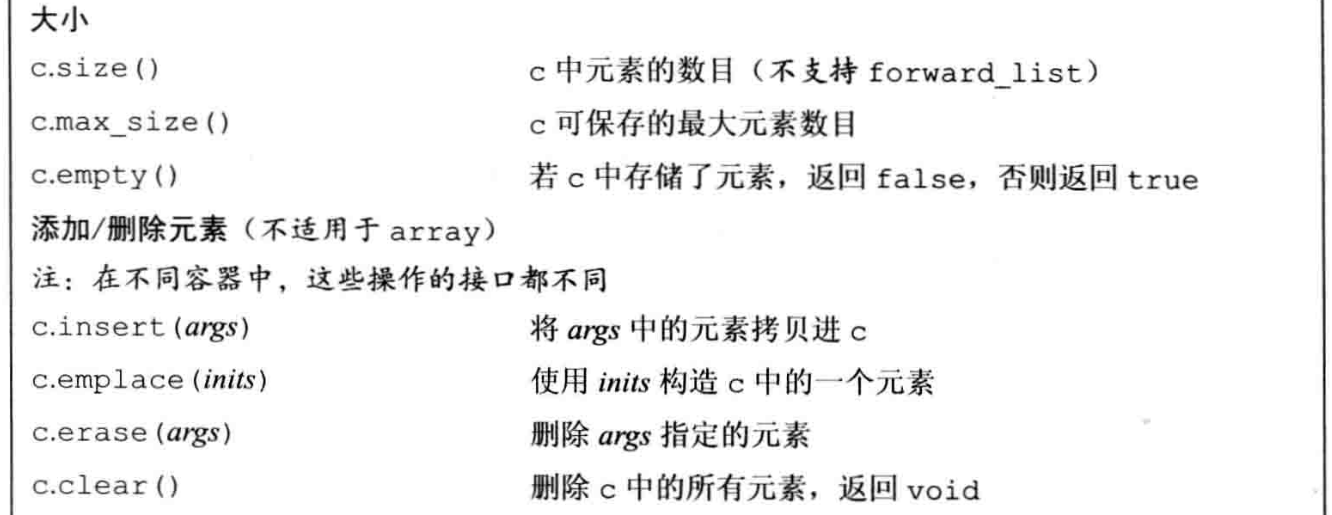 大小
c.size() c 中元素的数目（不支持 forward_list）
c.max_size() c 可保存的最大元素数目
c.empty() 若 c 中存储了元素，返回 false，否则返回 true
添加/删除元素（不适用于 array）
注：在不同容器中，这些操作的接口都不同
c.insert(args) 将 args 中的元素拷贝进 c
c.emplace(inits) 使用 inits 构造 c 中的一个元素
c.erase(args) 删除 args 指定的元素
c.clear() 删除 c 中的所有元素，返回 void